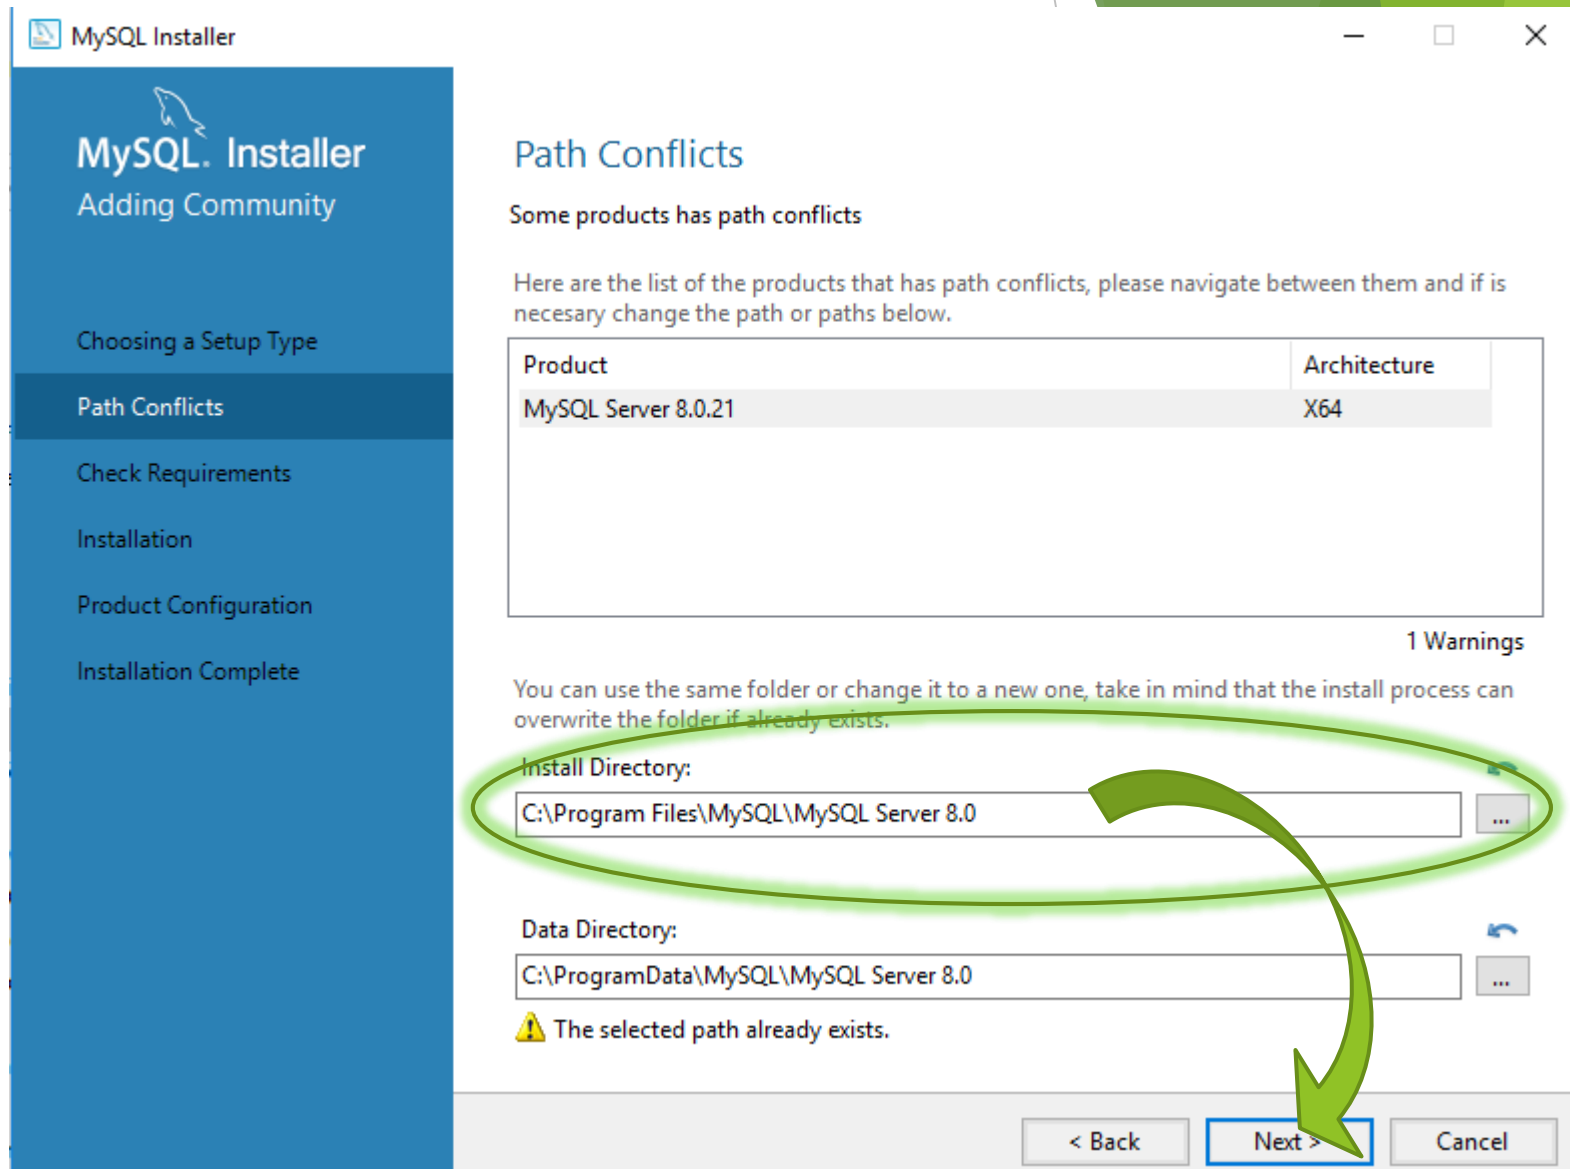 MySQL Installer
MySQL. Installer
Adding Community
Choosing a Setup Type
Path Conflicts
Check Requirements
Installation
Product Configuration
Installation Complete
Path Conflicts
Some products has path conflicts
Here are the list of the products that has path conflicts, please navigate between them and if is
necesary change the path or paths below.
Product Architecture
MySQL Server 8.0.21 X64
1 Warnings
You can use the same folder or change it to a new one, take in mind that the install process can
overwrite the folder if already exists.
Install Directory:
C:\Program Files\MySQL\MySQL Server 8.0
...
Data Directory:
C:\ProgramData\MySQL\MySQL Server 8.0
...
The selected path already exists.
< Back Next > Cancel